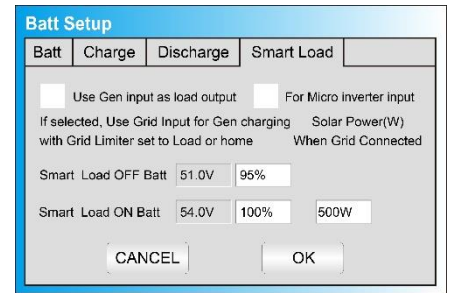 Batt Setup
Batt Charge Discharge Smart Load
Use Gen input as load output For Micro inverter input
If selected, Use Grid Input for Gen charging Solar Power(W)
with Grid Limiter set to Load or home When Grid Connected
Smart Load OFF Batt 51.0V 95%
Smart Load ON Batt 54.0V 100% 500W
CANCEL OK